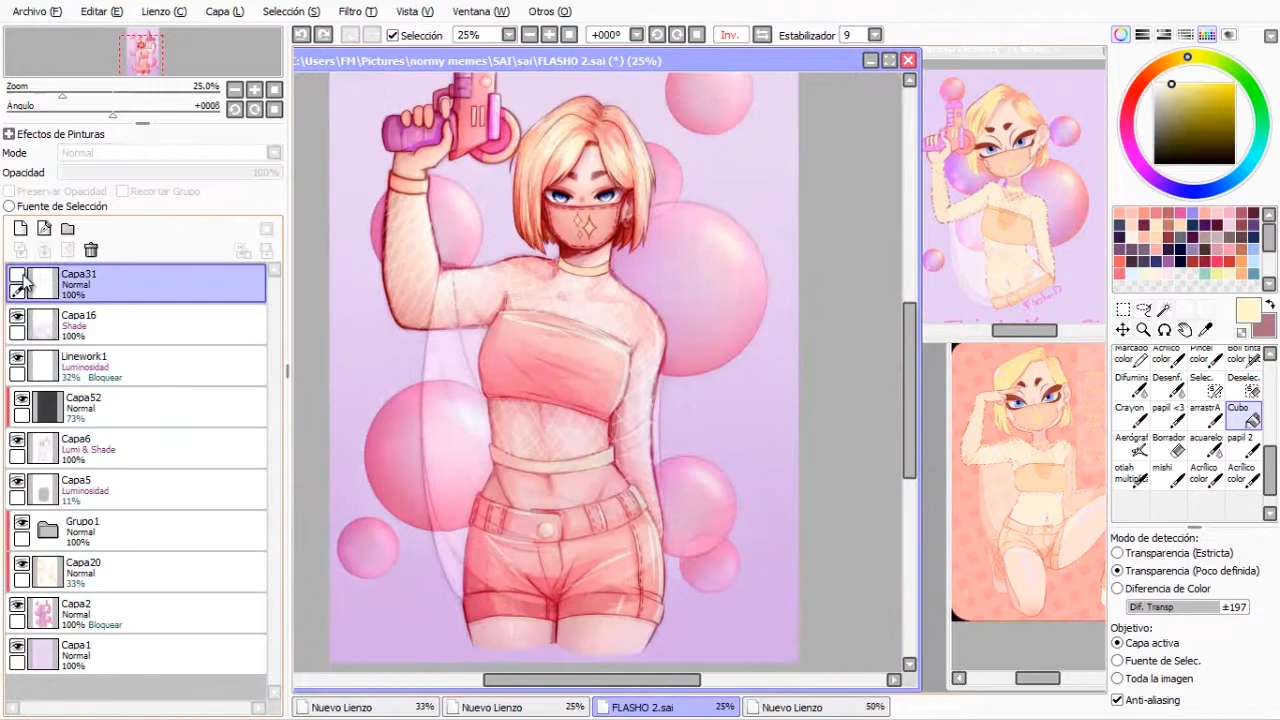 Archivo (F) Editar (E) Lienzo (C) Capa (L) Selección (S) Filtro (T) Vista (V) Ventana (W) Otros (O)
Selección 25% +000º Inv. Estabilizador 9
C:\Users\FM\Pictures\normy memes\SAI\sai\FLASHO 2.sai (*) (25%)
Zoom 25.0%
Ángulo +000ß
Efectos de Pinturas
Mode Normal
Opacidad 100%
Preservar Opacidad Recortar Grupo
Fuente de Selección
Capa31
Normal
100%
Capa16
Shade
100%
Linework1
Luminosidad
32% Bloquear
Capa52
Normal
73%
Capa6
Lumi & Shade
100%
Capa5
Luminosidad
11%
Grupo1
Normal
100%
Capa20
Normal
33%
Capa2
Normal
100% Bloquear
Capa1
Normal
100%
Marcado Acrílico Pincel Boli tinta
color color color color
Difumina Desenf. Selec. Deselec.
Crayon papil <3 arrastrA Cubo
Aerógraf Borrador acuarelo papil 2
otiah mishi Acrílico Acrílico
multiplic color color
Modo de detección:
Transparencia (Estricta)
Transparencia (Poco definida)
Diferencia de Color
Dif. Transp ±197
Objetivo:
Capa activa
Fuente de Selec.
Toda la imagen
Anti-aliasing
Nuevo Lienzo 33% Nuevo Lienzo 25% FLASHO 2.sai 25% Nuevo Lienzo 50%